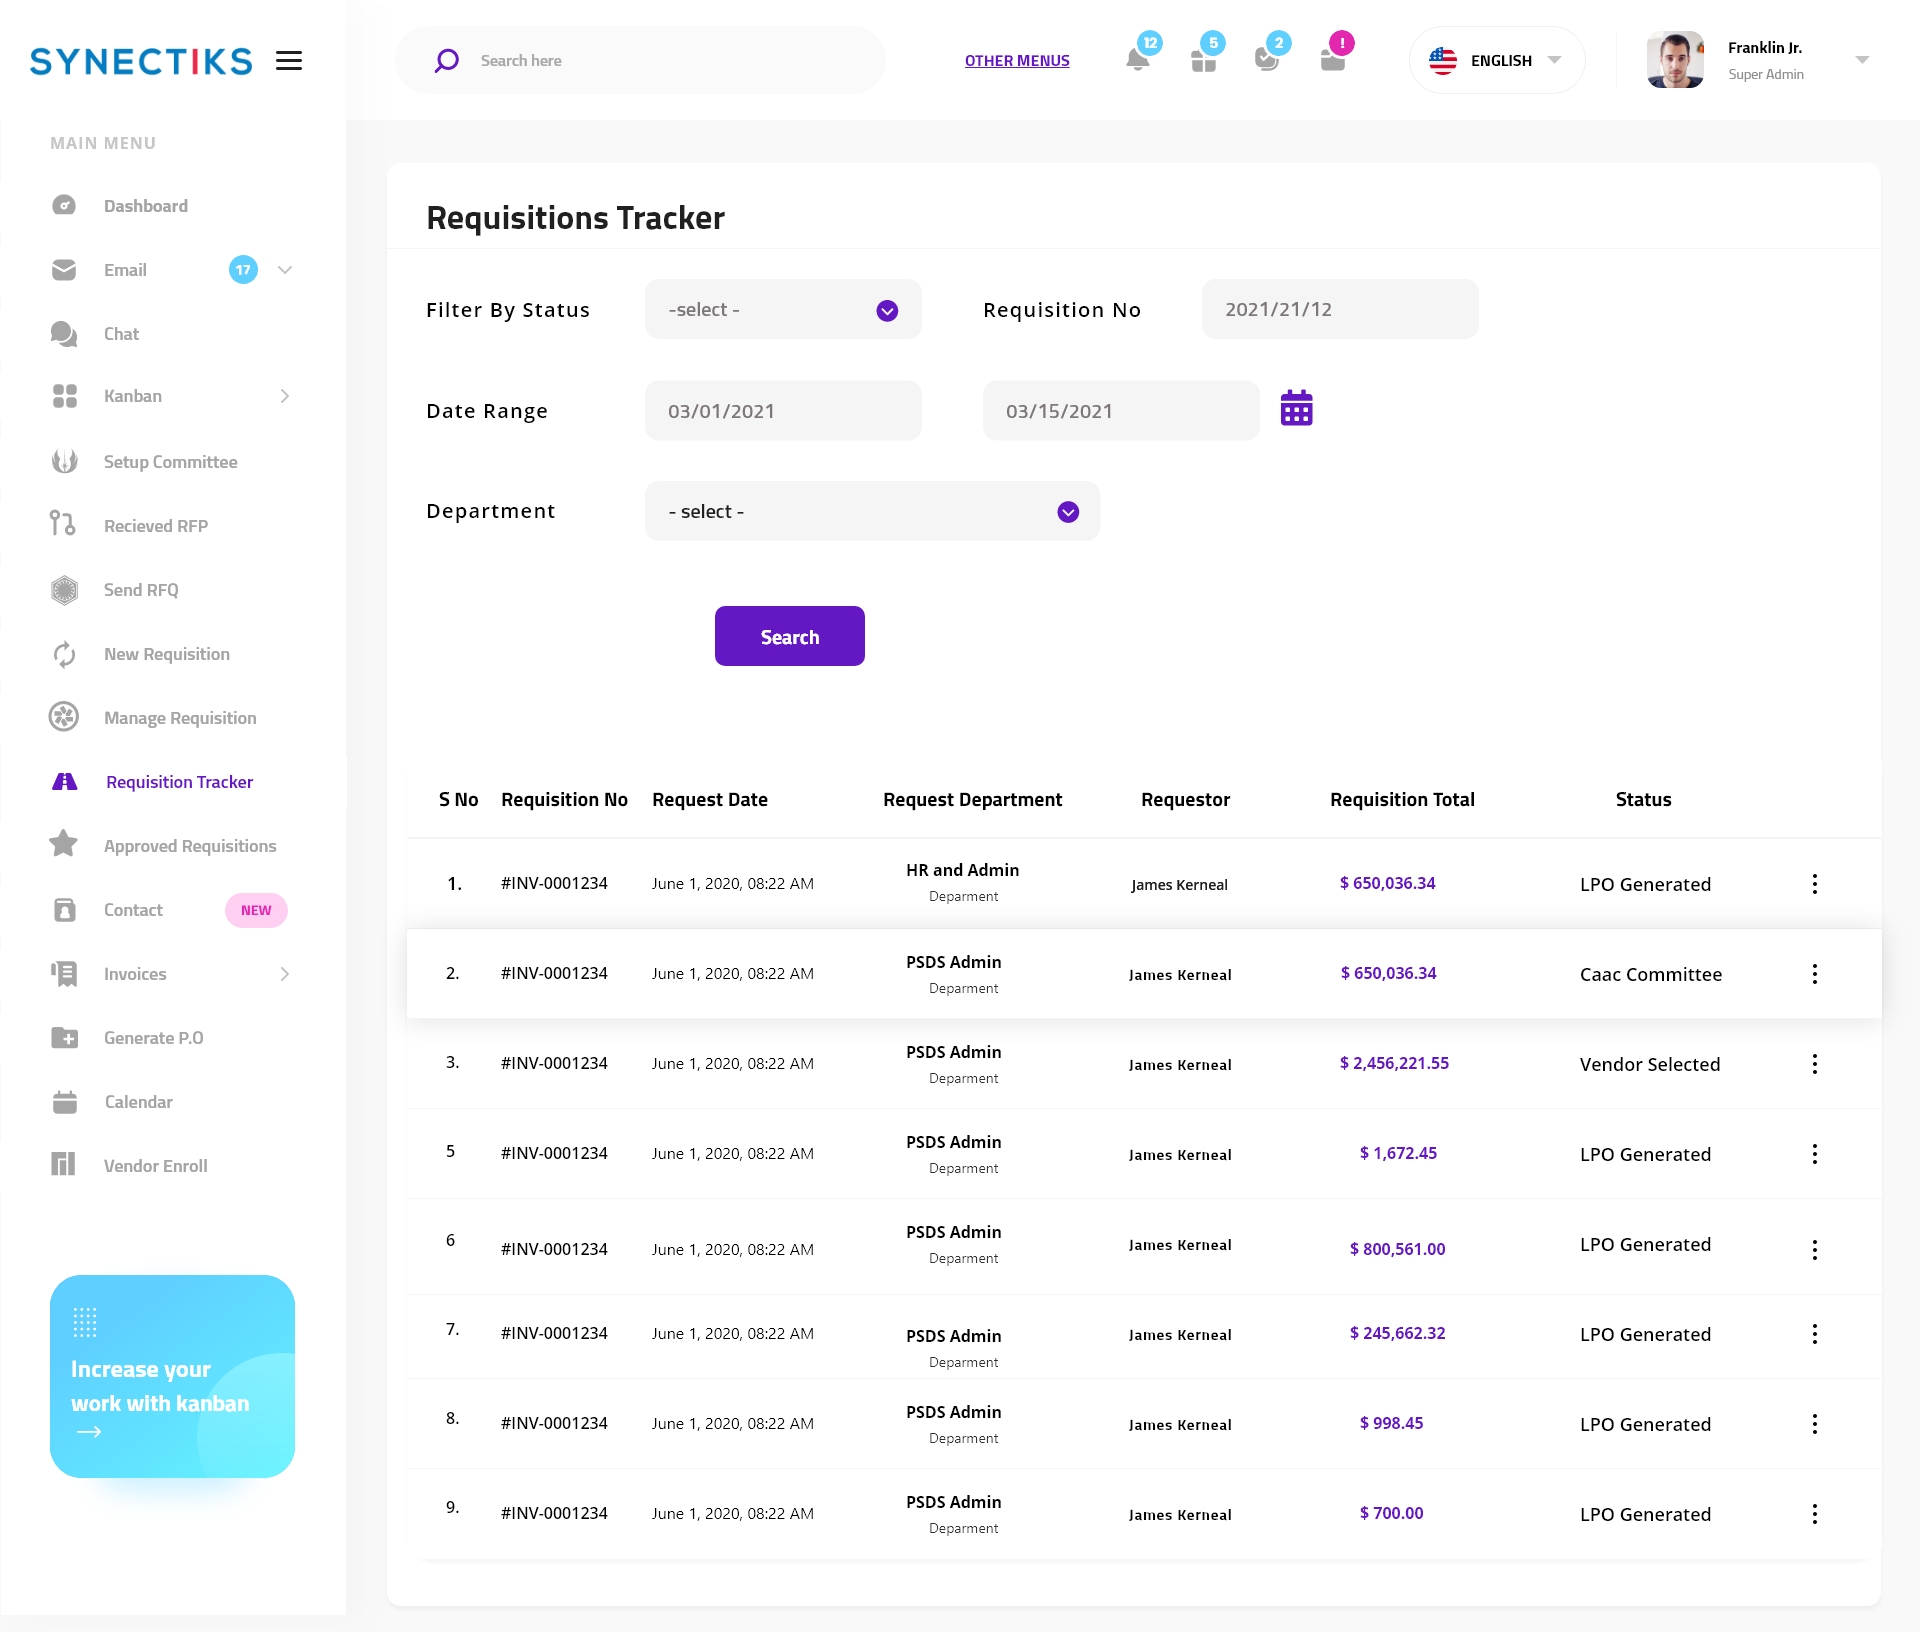 SYNECTIKS
Search here
OTHER MENUS
12
5
2
!
ENGLISH
Franklin Jr.
Super Admin
MAIN MENU
Dashboard
Email 17
Chat
Kanban
Setup Committee
Recieved RFP
Send RFQ
New Requisition
Manage Requisition
Requisition Tracker
Approved Requisitions
Contact NEW
Invoices
Generate P.O
Calendar
Vendor Enroll
Increase your
work with kanban
Requisitions Tracker
Filter By Status -select - Requisition No 2021/21/12
Date Range 03/01/2021 03/15/2021
Department - select -
Search
S No Requisition No Request Date Request Department Requestor Requisition Total Status
1. #INV-0001234 June 1, 2020, 08:22 AM HR and Admin James Kerneal $ 650,036.34 LPO Generated
Deparment
2. #INV-0001234 June 1, 2020, 08:22 AM PSDS Admin James Kerneal $ 650,036.34 Caac Committee
Deparment
3. #INV-0001234 June 1, 2020, 08:22 AM PSDS Admin James Kerneal $ 2,456,221.55 Vendor Selected
Deparment
5 #INV-0001234 June 1, 2020, 08:22 AM PSDS Admin James Kerneal $ 1,672.45 LPO Generated
Deparment
6 #INV-0001234 June 1, 2020, 08:22 AM PSDS Admin James Kerneal $ 800,561.00 LPO Generated
Deparment
7. #INV-0001234 June 1, 2020, 08:22 AM PSDS Admin James Kerneal $ 245,662.32 LPO Generated
Deparment
8. #INV-0001234 June 1, 2020, 08:22 AM PSDS Admin James Kerneal $ 998.45 LPO Generated
Deparment
9. #INV-0001234 June 1, 2020, 08:22 AM PSDS Admin James Kerneal $ 700.00 LPO Generated
Deparment